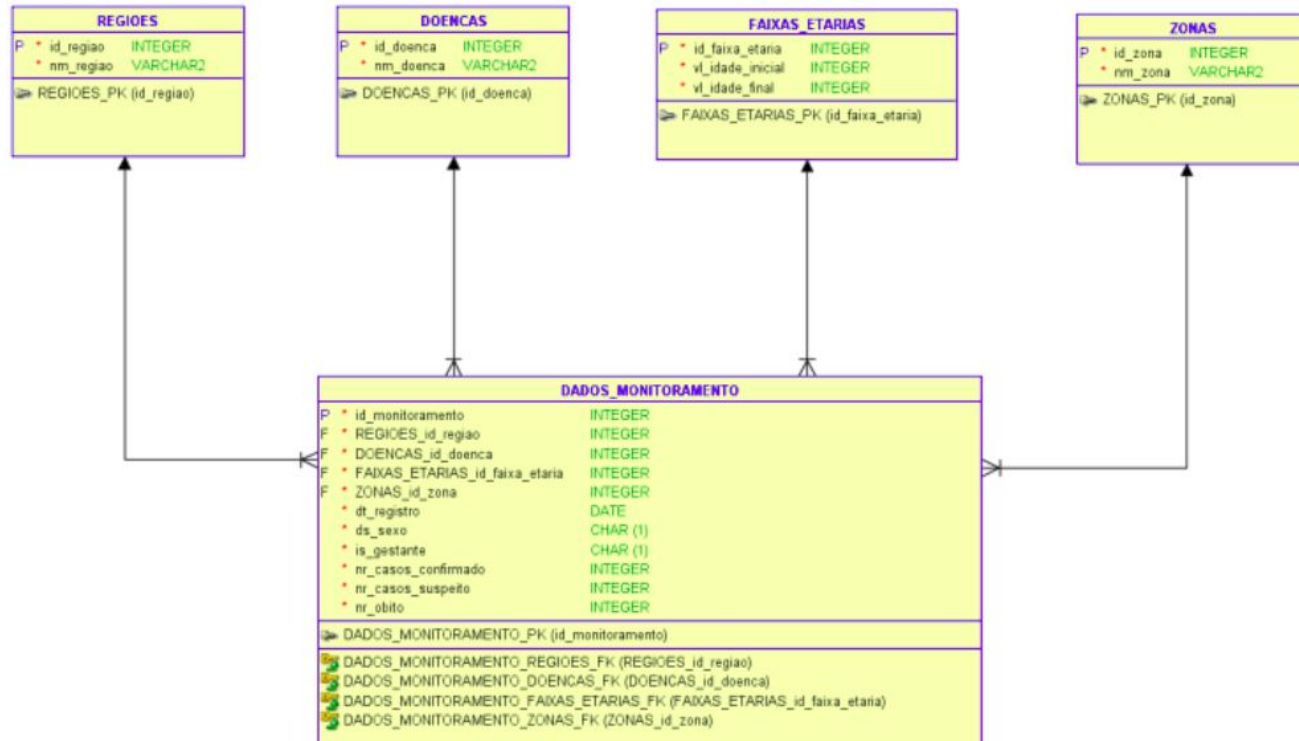 REGIOES
P * id_regiao INTEGER
* nm_regiao VARCHAR2
REGIOES_PK (id_regiao)
DOENCAS
P * id_doenca INTEGER
* nm_doenca VARCHAR2
DOENCAS_PK (id_doenca)
FAIXAS_ETARIAS
P * id_faixa_etaria INTEGER
* vl_idade_inicial INTEGER
* vl_idade_final INTEGER
FAIXAS_ETARIAS_PK (id_faixa_etaria)
ZONAS
P * id_zona INTEGER
* nm_zona VARCHAR2
ZONAS_PK (id_zona)
DADOS_MONITORAMENTO
P * id_monitoramento INTEGER
F * REGIOES_id_regiao INTEGER
F * DOENCAS_id_doenca INTEGER
F * FAIXAS_ETARIAS_id_faixa_etaria INTEGER
F * ZONAS_id_zona INTEGER
* dt_registro DATE
* ds_sexo CHAR (1)
* is_gestante CHAR (1)
* nr_casos_confirmado INTEGER
* nr_casos_suspeito INTEGER
* nr_obito INTEGER
DADOS_MONITORAMENTO_PK (id_monitoramento)
DADOS_MONITORAMENTO_REGIOES_FK (REGIOES_id_regiao)
DADOS_MONITORAMENTO_DOENCAS_FK (DOENCAS_id_doenca)
DADOS_MONITORAMENTO_FAIXAS_ETARIAS_FK (FAIXAS_ETARIAS_id_faixa_etaria)
DADOS_MONITORAMENTO_ZONAS_FK (ZONAS_id_zona)